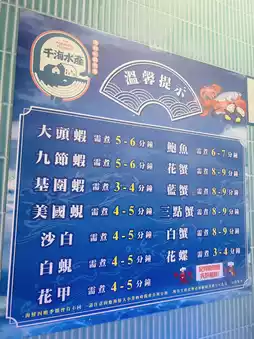 千海水產
溫馨提示
大頭蝦 需煮 5-6 分鐘
九節蝦 需煮 5-6 分鐘
基圍蝦 需煮 3-4 分鐘
美國蜆 需煮 4-5 分鐘
沙白 需煮 4-5 分鐘
白蜆 需煮 4-5 分鐘
花甲 需煮 4-5 分鐘
鮑魚 需煮 6-7 分鐘
花蟹 需煮 8-9 分鐘
藍蟹 需煮 8-9 分鐘
三點蟹 需煮 8-9 分鐘
白蟹 需煮 8-9 分鐘
花螺 需煮 3-4 分鐘